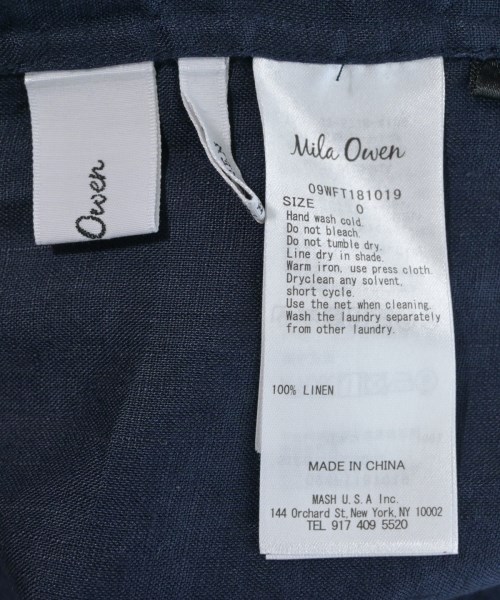 Owen
Mila Owen
09WFT181019
SIZE 0
Hand wash cold.
Do not bleach.
Do not tumble dry.
Line dry in shade.
Warm iron, use press cloth.
Dryclean any solvent,
short cycle.
Use the net when cleaning.
Wash the laundry separately
from other laundry.
100% LINEN
MADE IN CHINA
MASH U.S.A Inc.
144 Orchard St, New York, NY 10002
TEL 917 409 5520